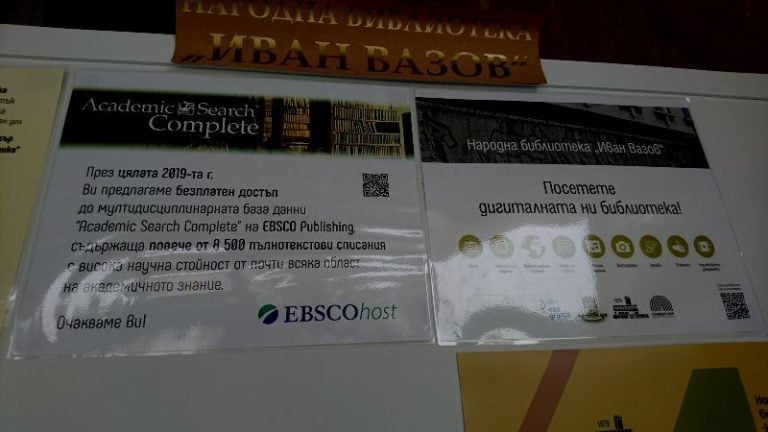 НАРОДНА БИБЛИОТЕКА
„ИВАН ВАЗОВ“
Academic Search
Complete
През цялата 2019-та г.
Ви предлагаме безплатен достъп
до мултидисциплинарната база данни
"Academic Search Complete" на EBSCO Publishing,
съдържаща повече от 8 500 пълнотекстови списания
с висока научна стойност от почти всяка област
на академичното знание.
Очакваме Ви!
EBSCOhost
Народна библиотека „Иван Вазов“
Посетете
дигиталната ни библиотека!